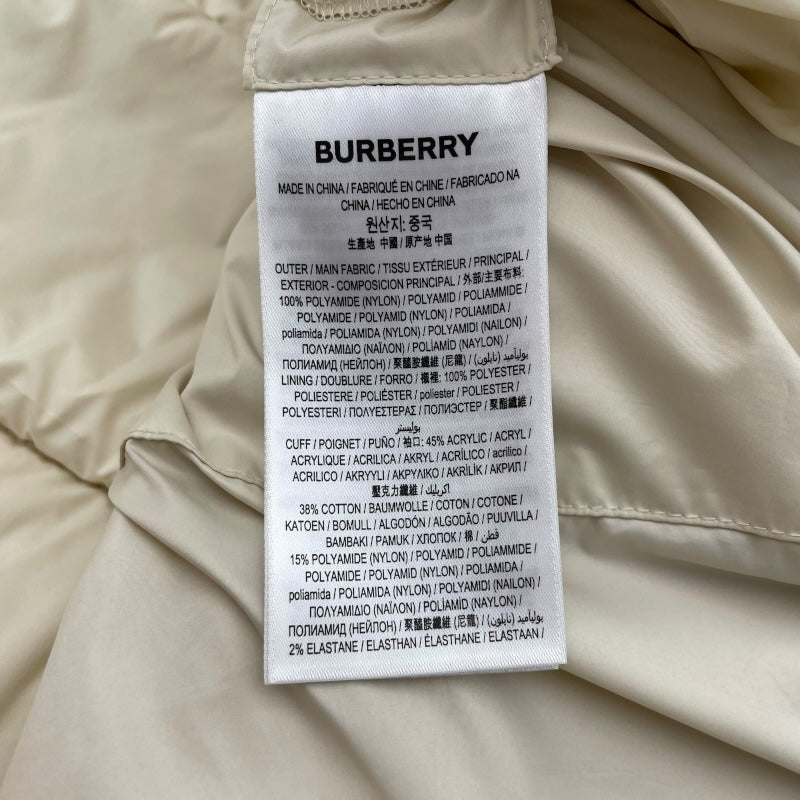 BURBERRY
MADE IN CHINA / FABRIQUÉ EN CHINE / FABRICADO NA
CHINA / HECHO EN CHINA
원산지: 중국
生產地 中國 / 原产地 中国
OUTER / MAIN FABRIC / TISSU EXTÉRIEUR / PRINCIPAL /
EXTERIOR - COMPOSICION PRINCIPAL / 外部/主要布料:
100% POLYAMIDE (NYLON) / POLYAMID / POLIAMMIDE /
POLYAMIDE / POLYAMID (NYLON) / POLYAMIDE /
poliamida / POLIAMIDA (NYLON) / POLYAMIDI (NAILON) /
ΠΟΛΥΑΜΙΔΙΟ (ΝΑΪΛΟΝ) / POLİAMİD (NAYLON) /
ПОЛИАМИД (НЕЙЛОН) / 聚醯胺纖維 (尼龍) / بوليأميد (نايلون)
LINING / DOUBLURE / FORRO / 襯裡: 100% POLYESTER /
POLIESTERE / POLIÉSTER / poliester / POLIESTER /
POLYESTERI / ΠΟΛΥΕΣΤΕΡΑΣ / ПОЛИЭСТЕР / 聚酯纖維 /
بوليستر
CUFF / POIGNET / PUÑO / 袖口: 45% ACRYLIC / ACRYL /
ACRYLIQUE / ACRILICA / AKRYL / ACRÍLICO / acrilico /
ACRILICO / AKRYYLI / ΑΚΡΥΛΙΚΟ / AKRİLİK / АКРИЛ /
壓克力纖維 / اكريليك
38% COTTON / BAUMWOLLE / COTON / COTONE /
KATOEN / BOMULL / ALGODÓN / ALGODÃO / PUUVILLA /
ΒΑΜΒΑΚΙ / PAMUK / ХЛОПОК / 棉 / قطن /
15% POLYAMIDE (NYLON) / POLYAMID / POLIAMMIDE /
POLYAMIDE / POLYAMID (NYLON) / POLYAMIDE /
poliamida / POLIAMIDA (NYLON) / POLYAMIDI (NAILON) /
ΠΟΛΥΑΜΙΔΙΟ (ΝΑΪΛΟΝ) / POLİAMİD (NAYLON) /
ПОЛИАМИД (НЕЙЛОН) / 聚醯胺纖維 (尼龍) / بوليأميد (نايلون) /
2% ELASTANE / ELASTHAN / ÉLASTHANE / ELASTAAN /